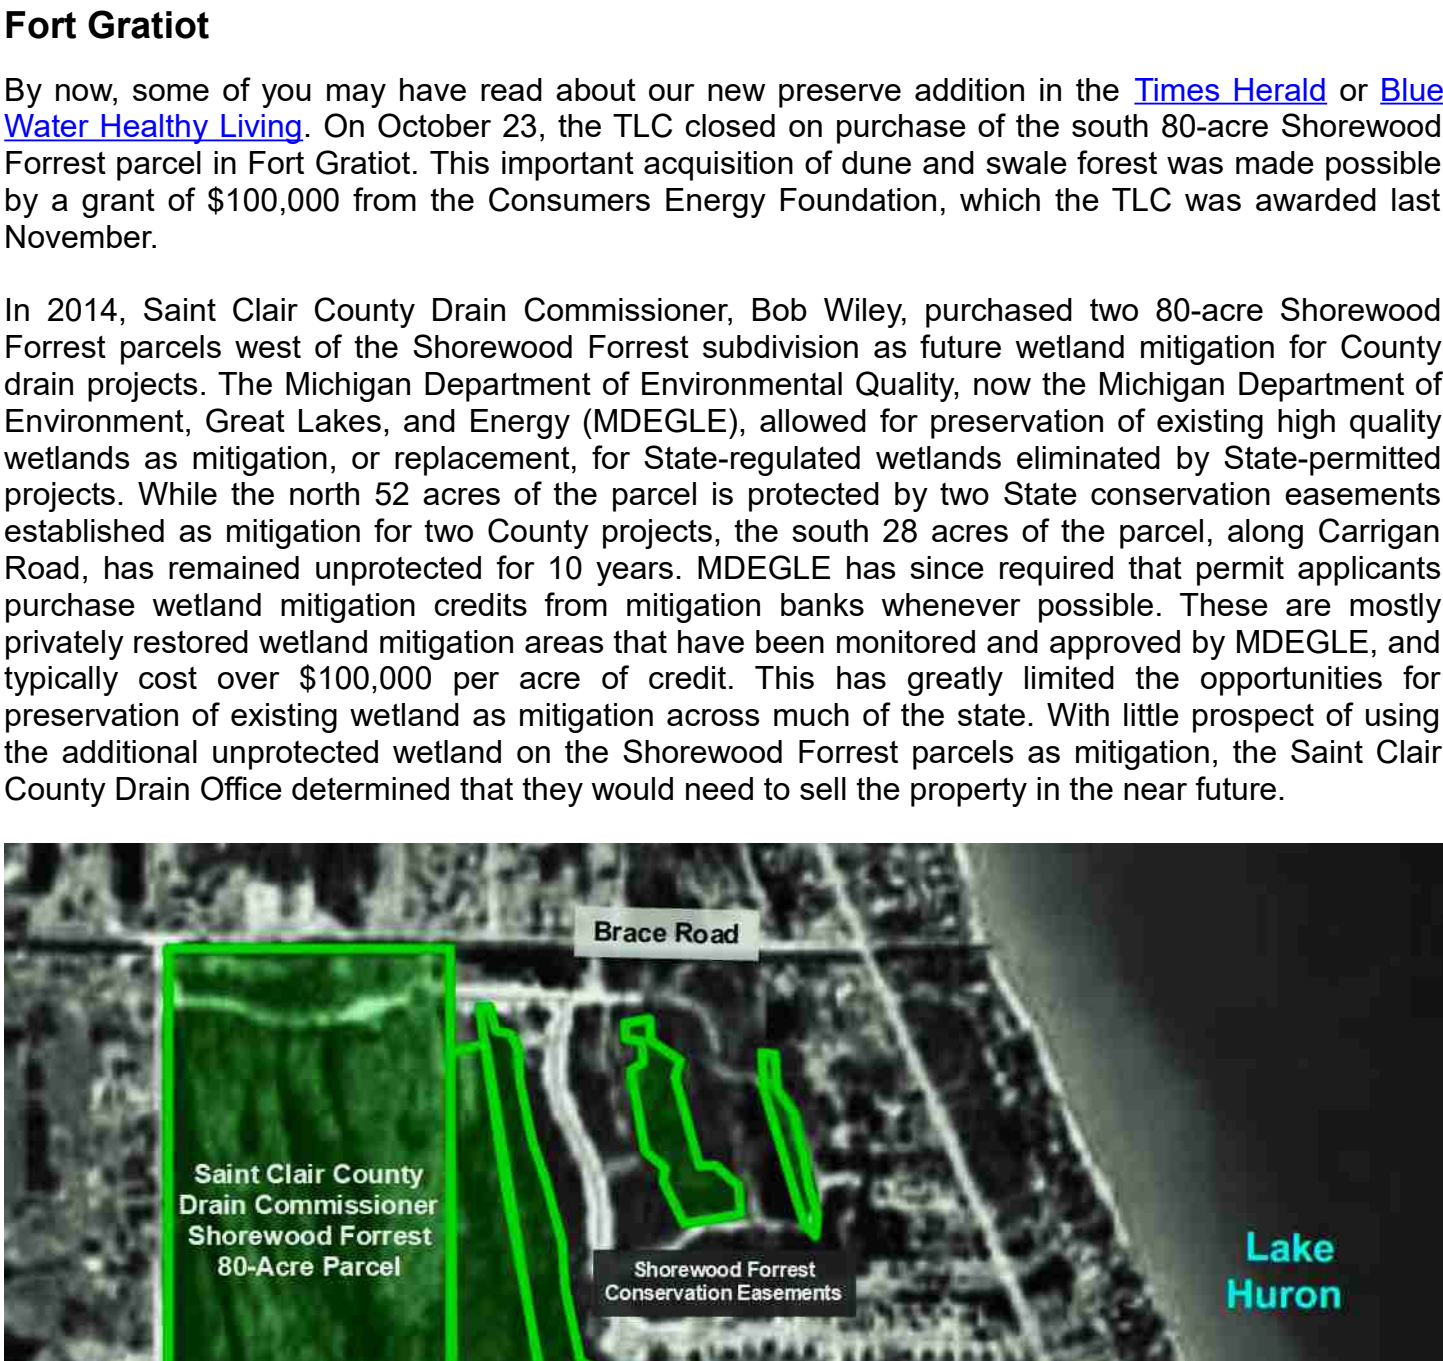 Fort Gratiot
By now, some of you may have read about our new preserve addition in the Times Herald or Blue
Water Healthy Living. On October 23, the TLC closed on purchase of the south 80-acre Shorewood
Forrest parcel in Fort Gratiot. This important acquisition of dune and swale forest was made possible
by a grant of $100,000 from the Consumers Energy Foundation, which the TLC was awarded last
November.
In 2014, Saint Clair County Drain Commissioner, Bob Wiley, purchased two 80-acre Shorewood
Forrest parcels west of the Shorewood Forrest subdivision as future wetland mitigation for County
drain projects. The Michigan Department of Environmental Quality, now the Michigan Department of
Environment, Great Lakes, and Energy (MDEGLE), allowed for preservation of existing high quality
wetlands as mitigation, or replacement, for State-regulated wetlands eliminated by State-permitted
projects. While the north 52 acres of the parcel is protected by two State conservation easements
established as mitigation for two County projects, the south 28 acres of the parcel, along Carrigan
Road, has remained unprotected for 10 years. MDEGLE has since required that permit applicants
purchase wetland mitigation credits from mitigation banks whenever possible. These are mostly
privately restored wetland mitigation areas that have been monitored and approved by MDEGLE, and
typically cost over $100,000 per acre of credit. This has greatly limited the opportunities for
preservation of existing wetland as mitigation across much of the state. With little prospect of using
the additional unprotected wetland on the Shorewood Forrest parcels as mitigation, the Saint Clair
County Drain Office determined that they would need to sell the property in the near future.
Brace Road
Saint Clair County
Drain Commissioner
Shorewood Forrest
80-Acre Parcel
Shorewood Forrest
Conservation Easements
Lake
Huron